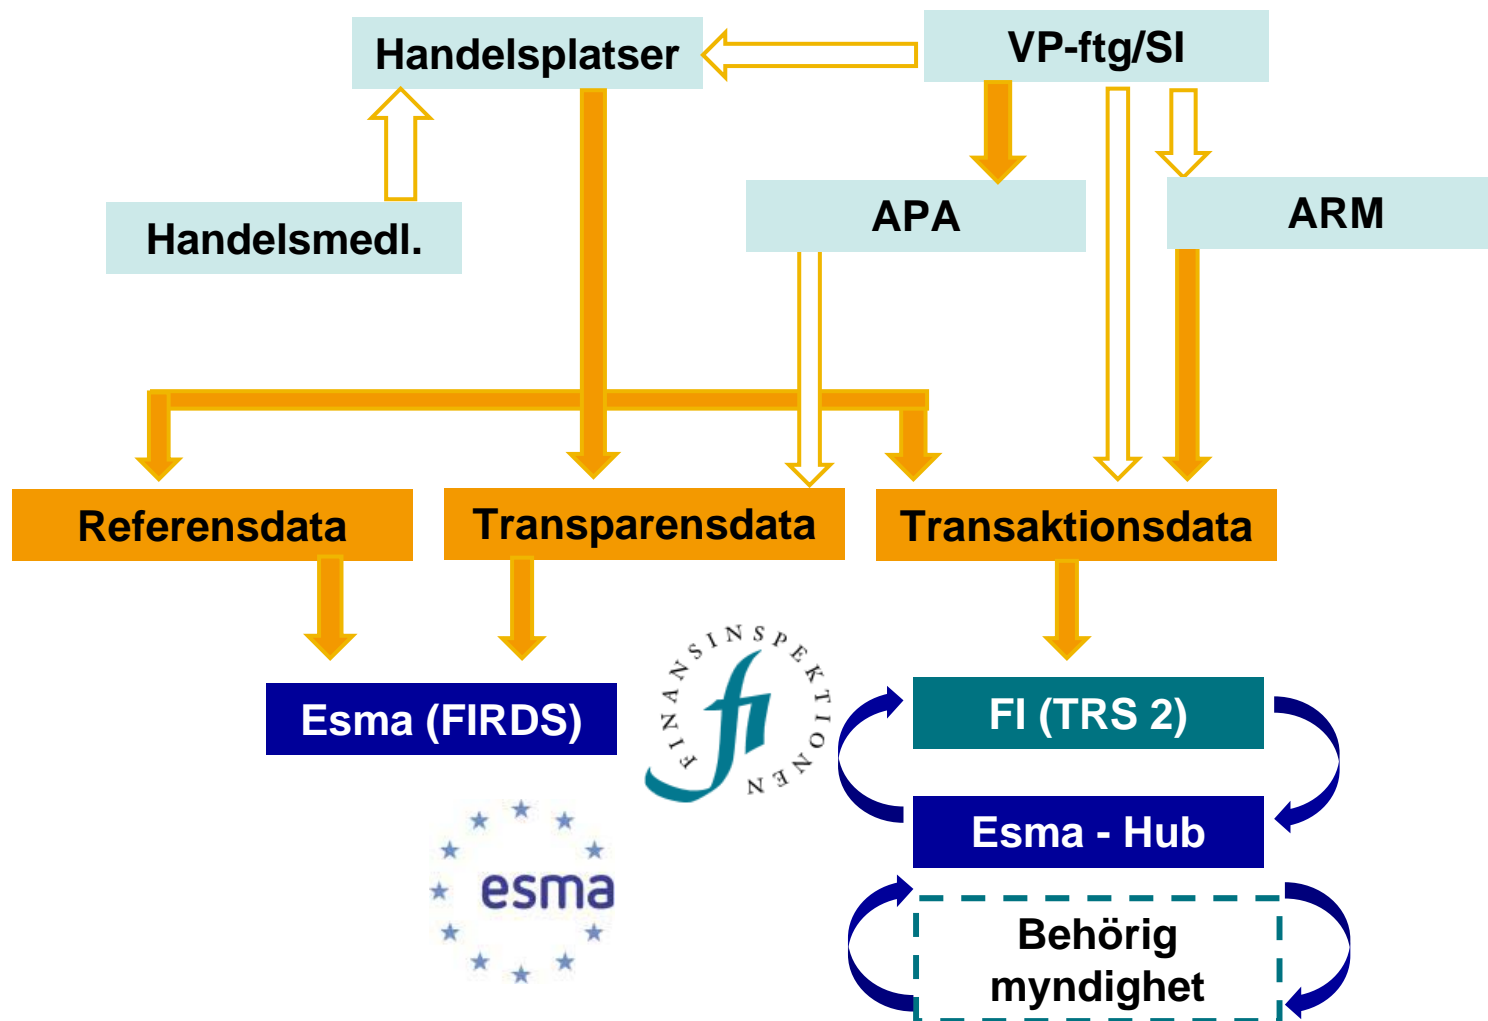 Handelsplatser
VP-ftg/SI
Handelsmedl.
APA
ARM
Referensdata
Transparensdata
Transaktionsdata
FINANSINSPEKTIONEN
fi
Esma (FIRDS)
FI (TRS 2)
Esma - Hub
esma
Behörig
myndighet